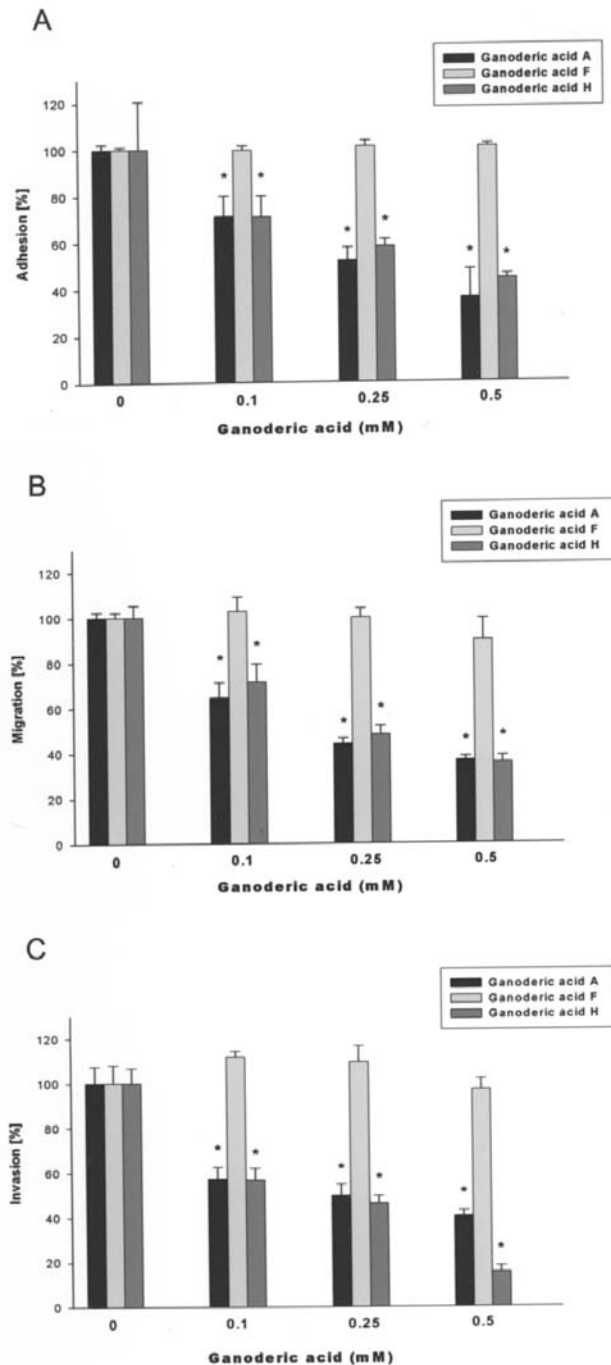 A
Ganoderic acid A
Ganoderic acid F
Ganoderic acid H
Adhesion [%]
120
100
80
60
40
20
0
0 0.1 0.25 0.5
* * * * * *
Ganoderic acid (mM)
B
Ganoderic acid A
Ganoderic acid F
Ganoderic acid H
Migration [%]
120
100
80
60
40
20
0
0 0.1 0.25 0.5
* * * * * *
Ganoderic acid (mM)
C
Ganoderic acid A
Ganoderic acid F
Ganoderic acid H
Invasion [%]
120
100
80
60
40
20
0
0 0.1 0.25 0.5
* * * * * *
Ganoderic acid (mM)